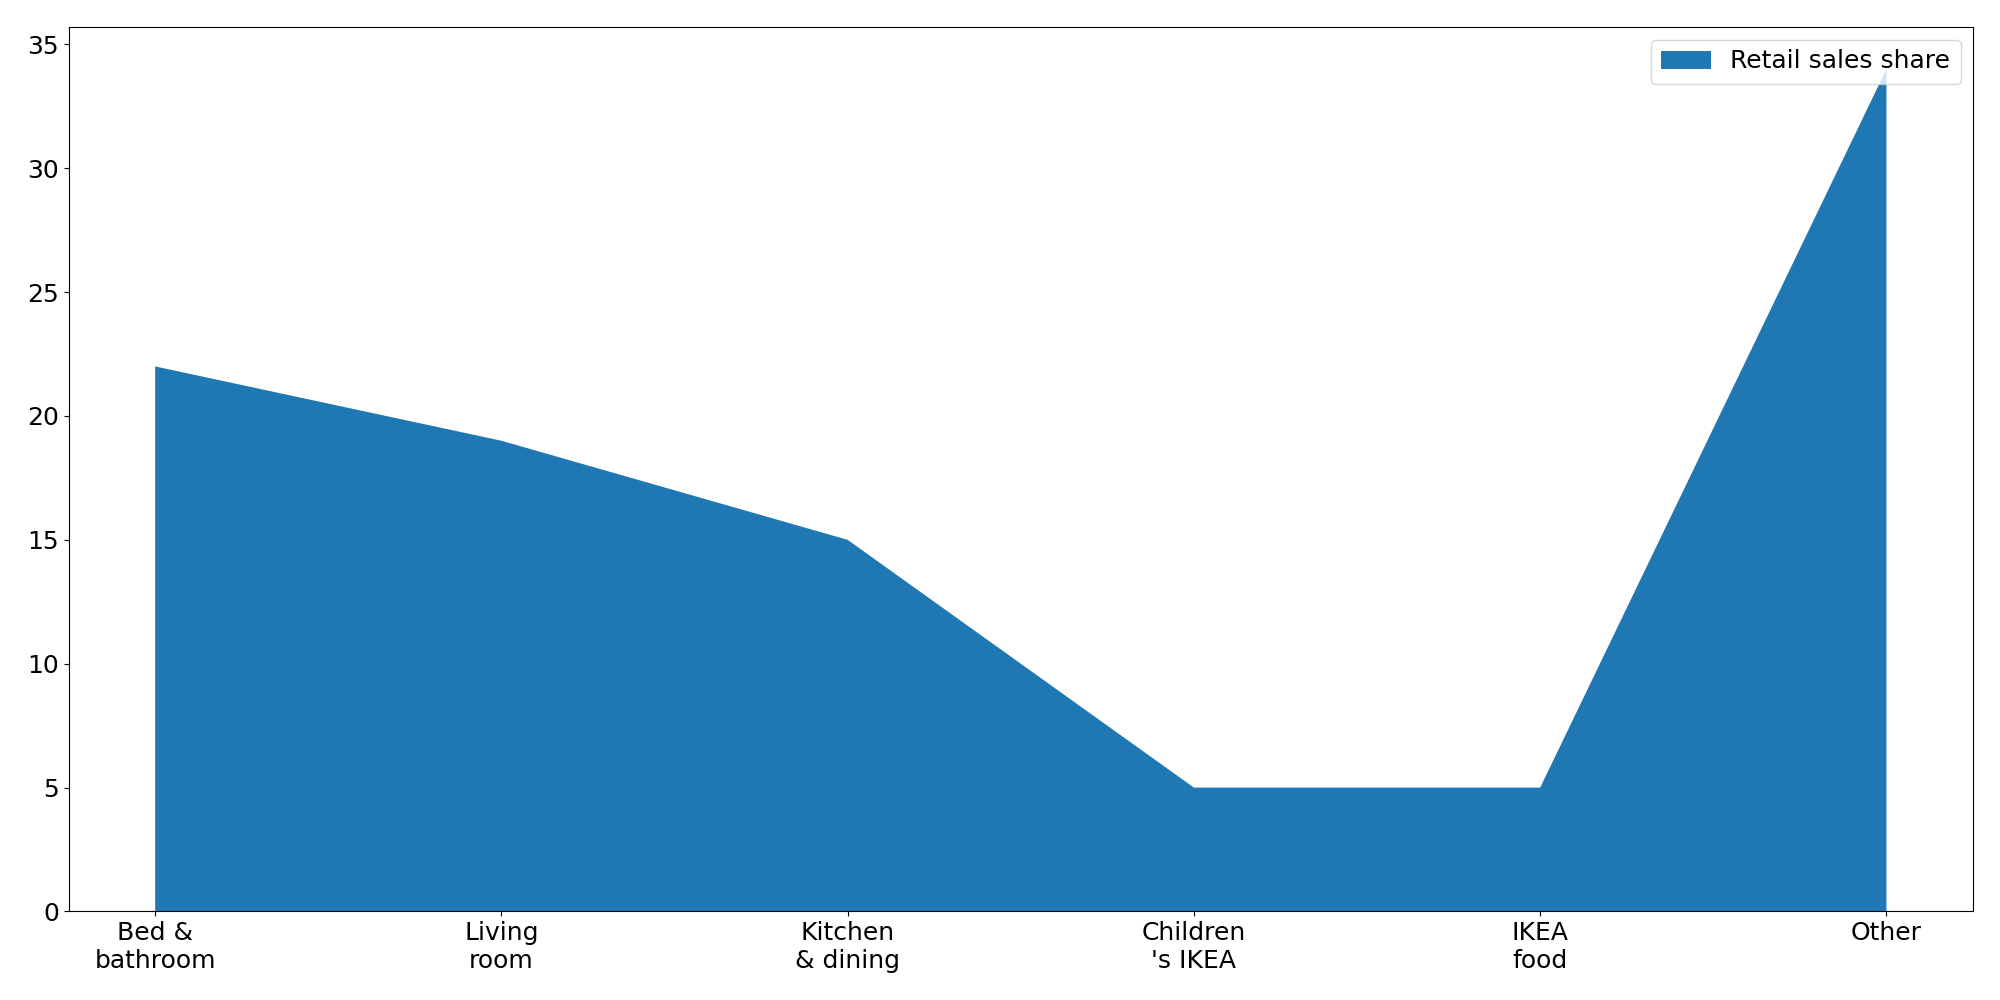 35
30
25
20
15
10
5
0
Retail sales share
Bed &
bathroom
Living
room
Kitchen
& dining
Children
's IKEA
IKEA
food
Other